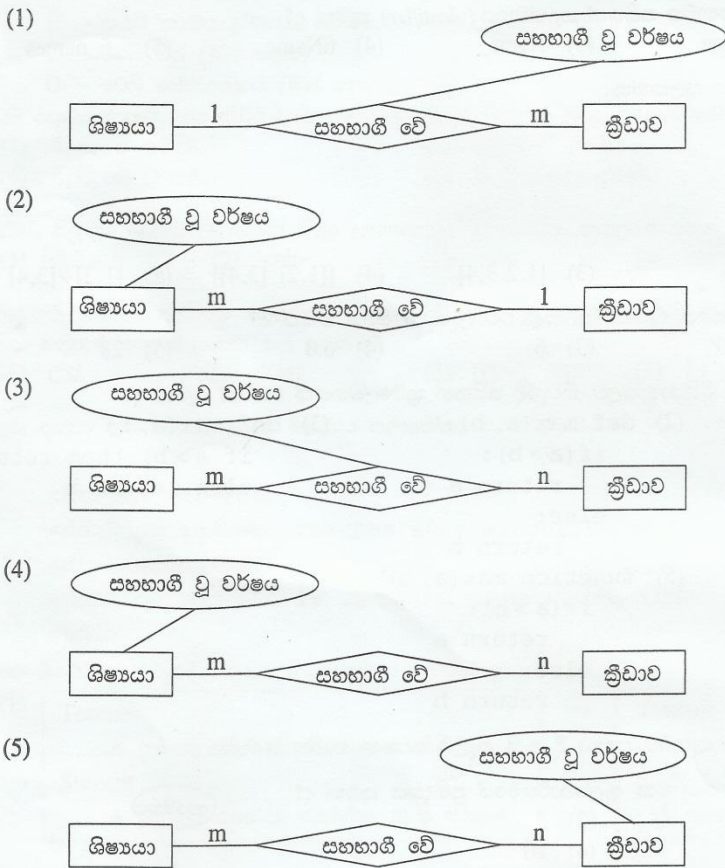 (1)
සහභාගී වූ වර්ෂය
ශිෂ්‍යයා 1 සහභාගී වේ m ක්‍රීඩාව
(2)
සහභාගී වූ වර්ෂය
ශිෂ්‍යයා m සහභාගී වේ 1 ක්‍රීඩාව
(3)
සහභාගී වූ වර්ෂය
ශිෂ්‍යයා m සහභාගී වේ n ක්‍රීඩාව
(4)
සහභාගී වූ වර්ෂය
ශිෂ්‍යයා m සහභාගී වේ n ක්‍රීඩාව
(5)
සහභාගී වූ වර්ෂය
ශිෂ්‍යයා m සහභාගී වේ n ක්‍රීඩාව